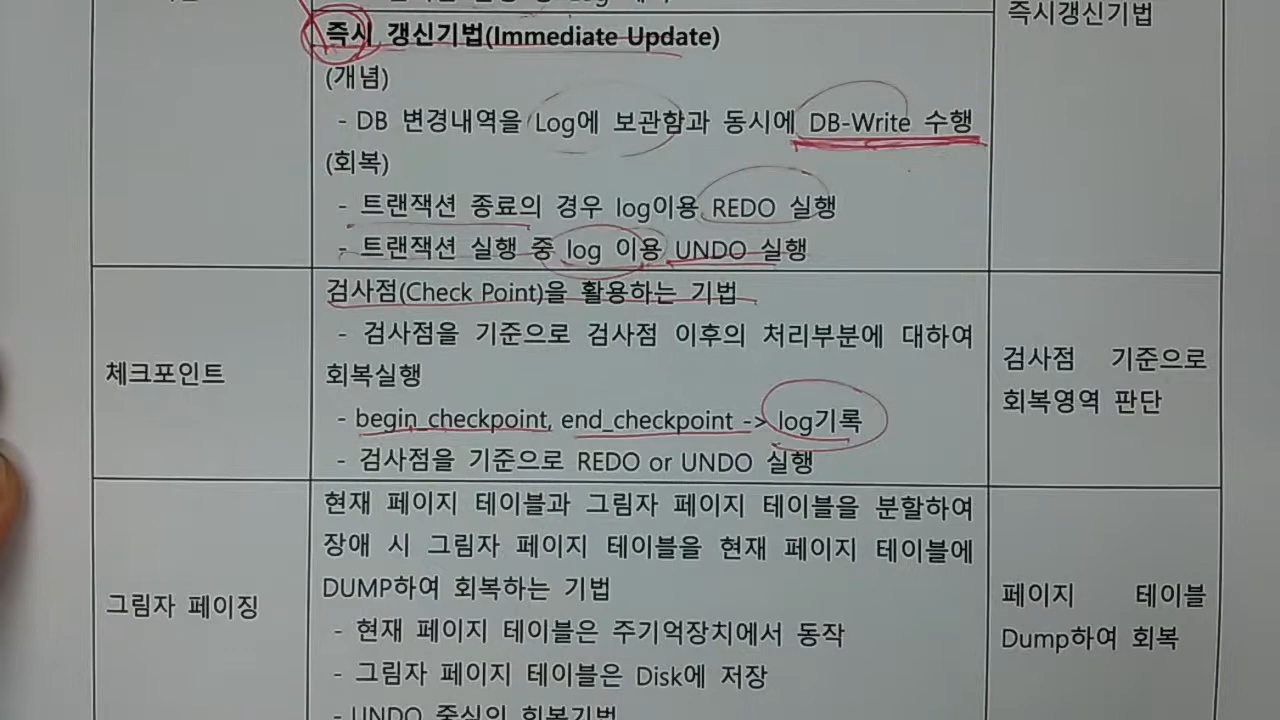 즉시갱신기법
즉시 갱신기법(Immediate Update)
(개념)
- DB 변경내역을 Log에 보관함과 동시에 DB-Write 수행
(회복)
- 트랜잭션 종료의 경우 log이용 REDO 실행
- 트랜잭션 실행 중 log 이용 UNDO 실행
체크포인트
검사점(Check Point)을 활용하는 기법
- 검사점을 기준으로 검사점 이후의 처리부분에 대하여
회복실행
- begin_checkpoint, end_checkpoint -> log기록
- 검사점을 기준으로 REDO or UNDO 실행
검사점 기준으로
회복영역 판단
그림자 페이징
현재 페이지 테이블과 그림자 페이지 테이블을 분할하여
장애 시 그림자 페이지 테이블을 현재 페이지 테이블에
DUMP하여 회복하는 기법
- 현재 페이지 테이블은 주기억장치에서 동작
- 그림자 페이지 테이블은 Disk에 저장
- UNDO 중심의 회복기법
페이지 테이블
Dump하여 회복